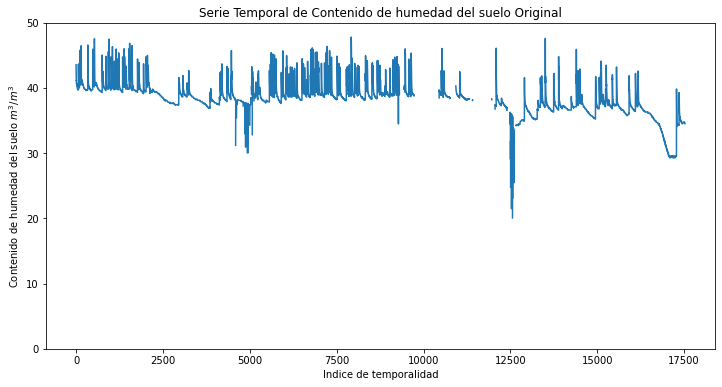 Serie Temporal de Contenido de humedad del suelo Original
Contenido de humedad del suelo m³/m³
50
40
30
20
10
0
0 2500 5000 7500 10000 12500 15000 17500
Indice de temporalidad